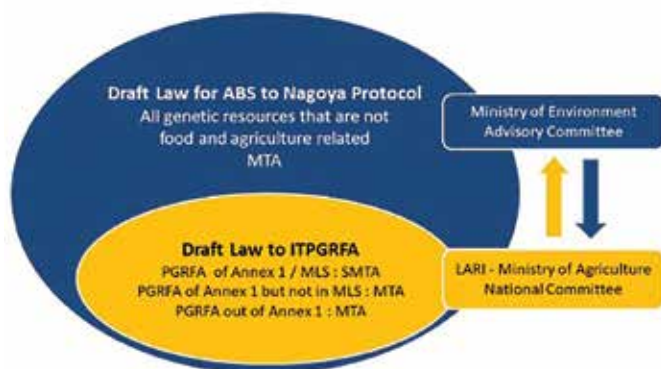 Draft Law for ABS to Nagoya Protocol
All genetic resources that are not
food and agriculture related
MTA
Ministry of Environment
Advisory Committee
Draft Law to ITPGRFA
PGRFA of Annex 1 / MLS : SMTA
PGRFA of Annex 1 but not in MLS : MTA
PGRFA out of Annex 1 : MTA
LARI - Ministry of Agriculture
National Committee